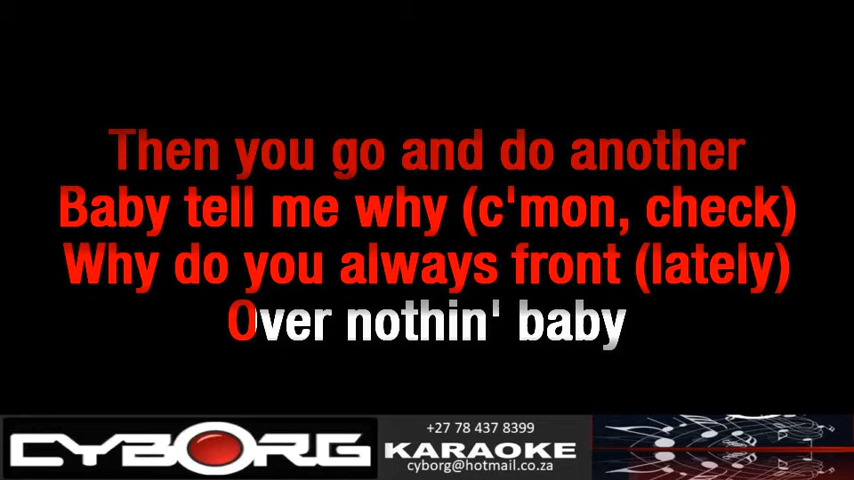 Then you go and do another
Baby tell me why (c'mon, check)
Why do you always front (lately)
Over nothin' baby
CYBORG
+27 78 437 8399
KARAOKE
cyborg@hotmail.co.za